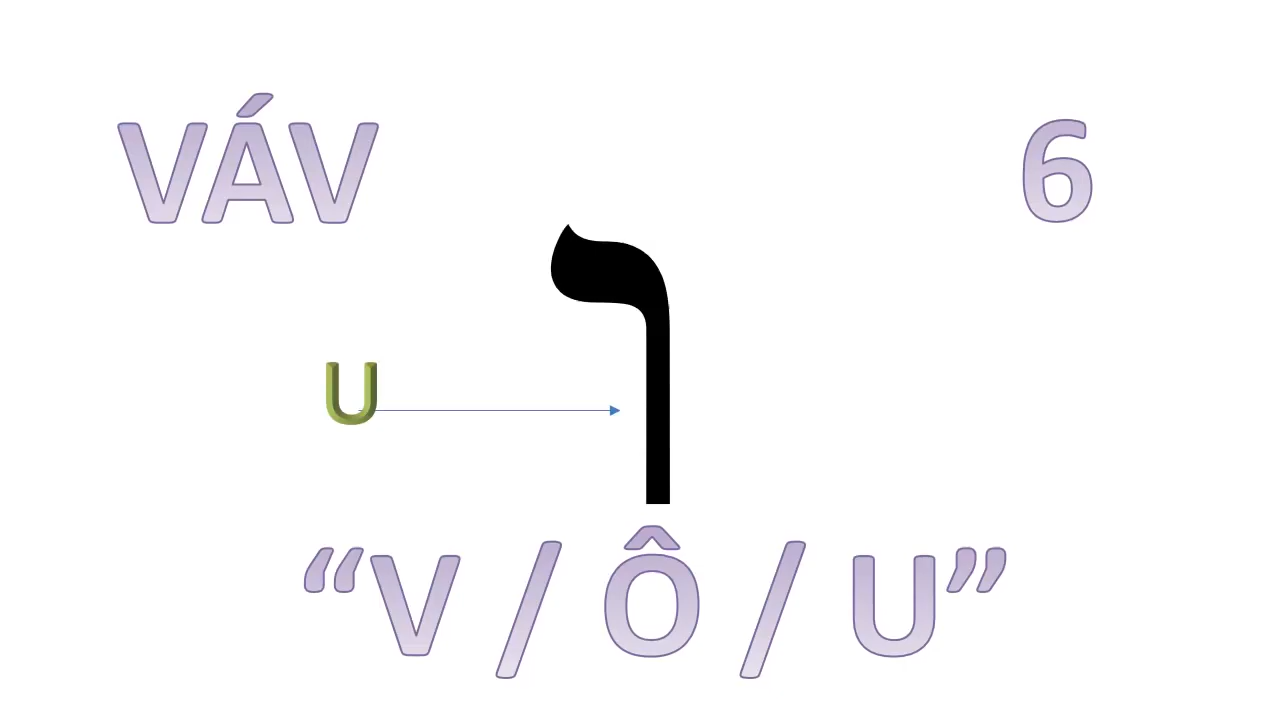 VÁV 6
ו
U
“V / Ô / U”